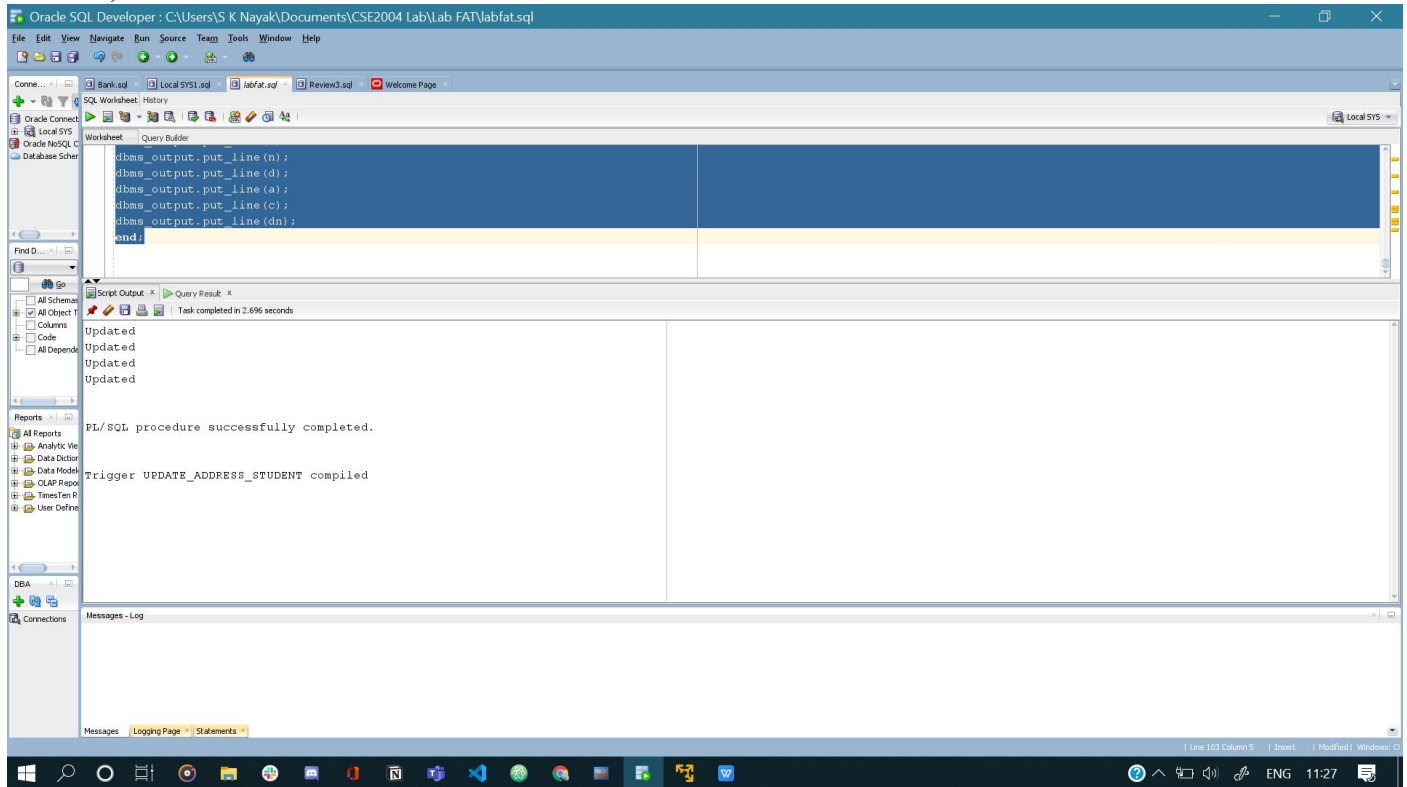 Oracle SQL Developer : C:\Users\S K Nayak\Documents\CSE2004 Lab\Lab FAT\labfat.sql
File Edit View Navigate Run Source Team Tools Window Help
Conne...
Bank.sql Local SYS1.sql labfat.sql Review3.sql Welcome Page
SQL Worksheet History
Oracle Connect
Local SYS
Oracle NoSQL C
Database Scher
Local SYS
Worksheet Query Builder
dbms_output.put_line(n);
dbms_output.put_line(d);
dbms_output.put_line(a);
dbms_output.put_line(c);
dbms_output.put_line(dn);
end;
Find D...
Go
All Schemas
All Object T
Columns
Code
All Depende
Script Output Query Result
Task completed in 2.696 seconds
Updated
Updated
Updated
Updated
PL/SQL procedure successfully completed.
Trigger UPDATE_ADDRESS_STUDENT compiled
Reports
All Reports
Analytic Vie
Data Diction
Data Model
OLAP Repor
TimesTen R
User Define
DBA
Connections
Messages - Log
Messages Logging Page Statements
Line 103 Column 5 | Insert | Modified | Windows: Cl
ENG 11:27